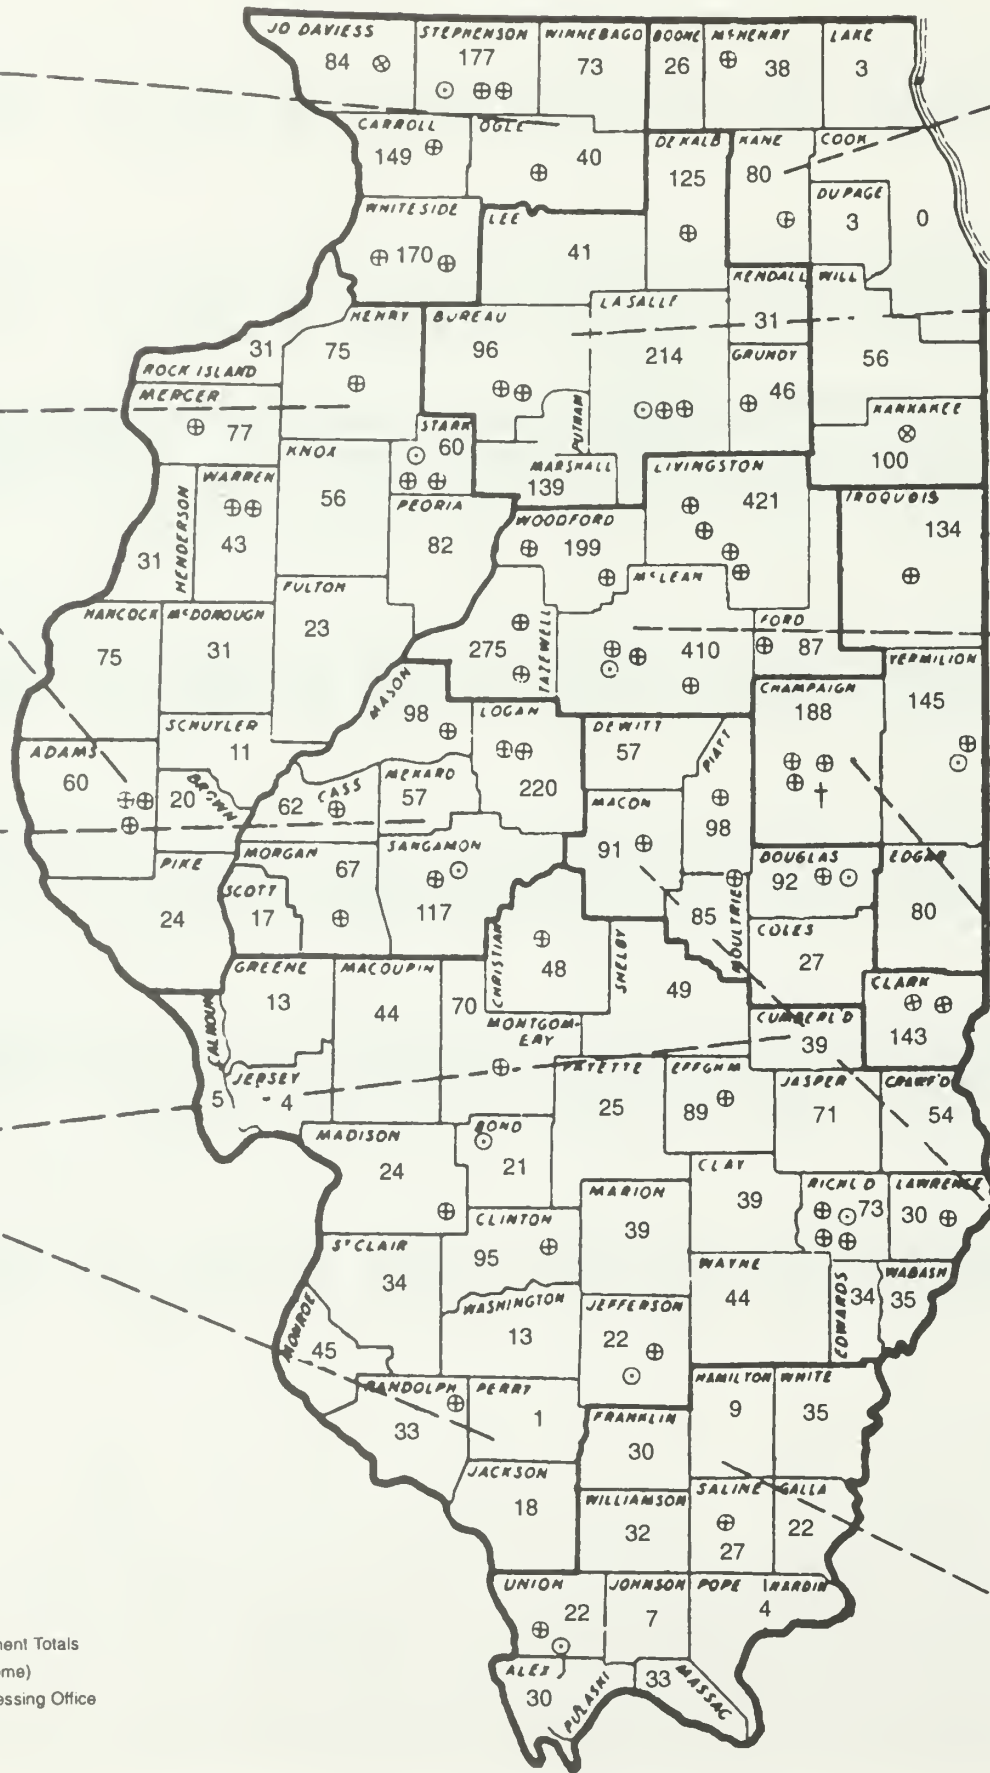 JO DAVIESS
84
STEPHENSON
177
WINNEBAGO
73
BOONE
26
McHENRY
38
LAKE
3
CARROLL
149
OGLE
40
DE KALB
125
KANE
80
COOK
0
DU PAGE
3
WHITESIDE
170
LEE
41
KENDALL
31
WILL
56
HENRY
75
BUREAU
96
LA SALLE
214
GRUNDY
46
ROCK ISLAND
31
MERCER
77
STARK
60
PUTNAM
KANKAKEE
100
KNOX
56
MARSHALL
139
LIVINGSTON
421
IROQUOIS
134
HENDERSON
31
WARREN
43
PEORIA
82
WOODFORD
199
McLEAN
410
FORD
87
FULTON
23
HANCOCK
75
McDONOUGH
31
TAZEWELL
275
VERMILION
145
MASON
98
LOGAN
220
DEWITT
57
PIATT
98
CHAMPAIGN
188
SCHUYLER
11
ADAMS
60
BROWN
20
CASS
62
MENARD
57
MACON
91
PIKE
24
MORGAN
67
SANGAMON
117
DOUGLAS
92
EDGAR
80
SCOTT
17
MOULTRIE
85
COLES
27
CHRISTIAN
48
SHELBY
49
GREENE
13
MACOUPIN
44
MONTGOM-
ERY
70
CLARK
143
CUMBERL'D
39
CALHOUN
5
JERSEY
4
FAYETTE
25
EFFGHM
89
JASPER
71
CRAWF'D
54
MADISON
24
BOND
21
CLAY
39
RICHL'D
73
LAWRENCE
30
MARION
39
CLINTON
95
ST CLAIR
34
WAYNE
44
EDWARDS
34
WABASH
35
MONROE
45
WASHINGTON
13
JEFFERSON
22
RANDOLPH
33
PERRY
1
HAMILTON
9
WHITE
35
FRANKLIN
30
JACKSON
18
WILLIAMSON
32
SALINE
27
GALLA
22
UNION
22
JOHNSON
7
POPE
HARDIN
4
ALEX
30
PULASKI
33
MASSAC
ent Totals
me)
essing Office